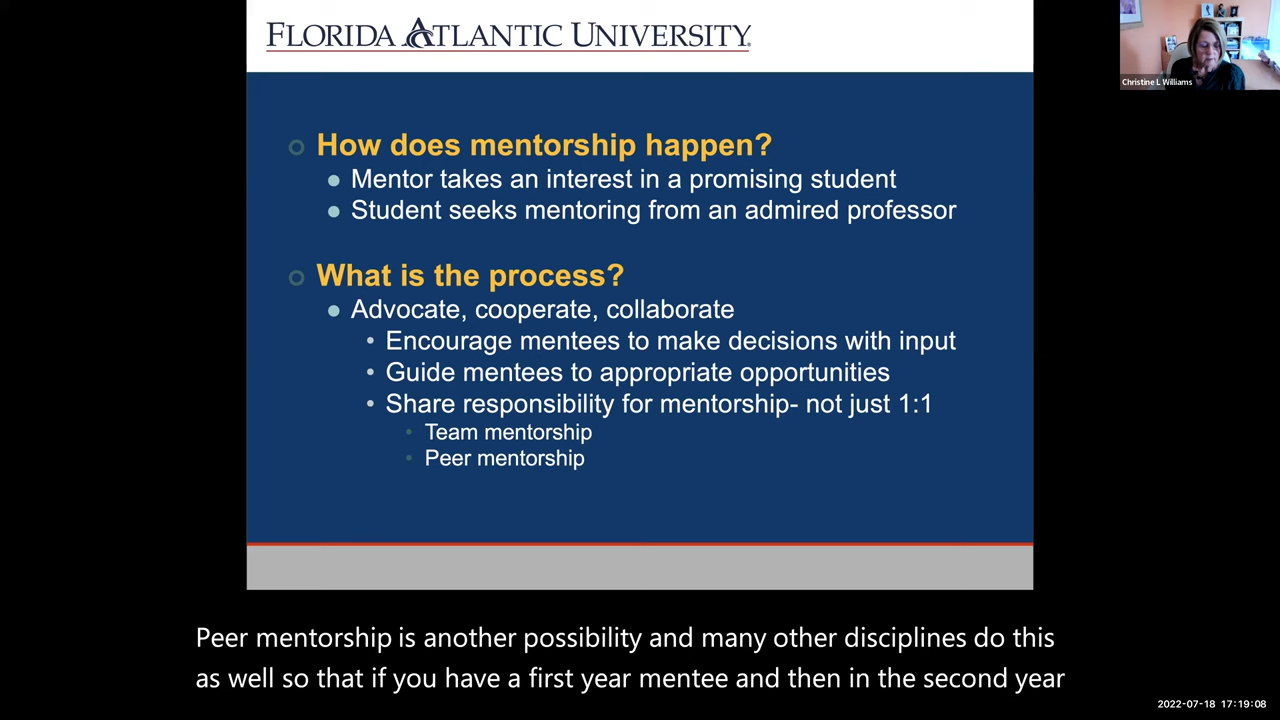 FLORIDA ATLANTIC UNIVERSITY
Christine L Williams
How does mentorship happen?
Mentor takes an interest in a promising student
Student seeks mentoring from an admired professor
What is the process?
Advocate, cooperate, collaborate
Encourage mentees to make decisions with input
Guide mentees to appropriate opportunities
Share responsibility for mentorship- not just 1:1
Team mentorship
Peer mentorship
Peer mentorship is another possibility and many other disciplines do this
as well so that if you have a first year mentee and then in the second year
2022-07-18 17:19:08